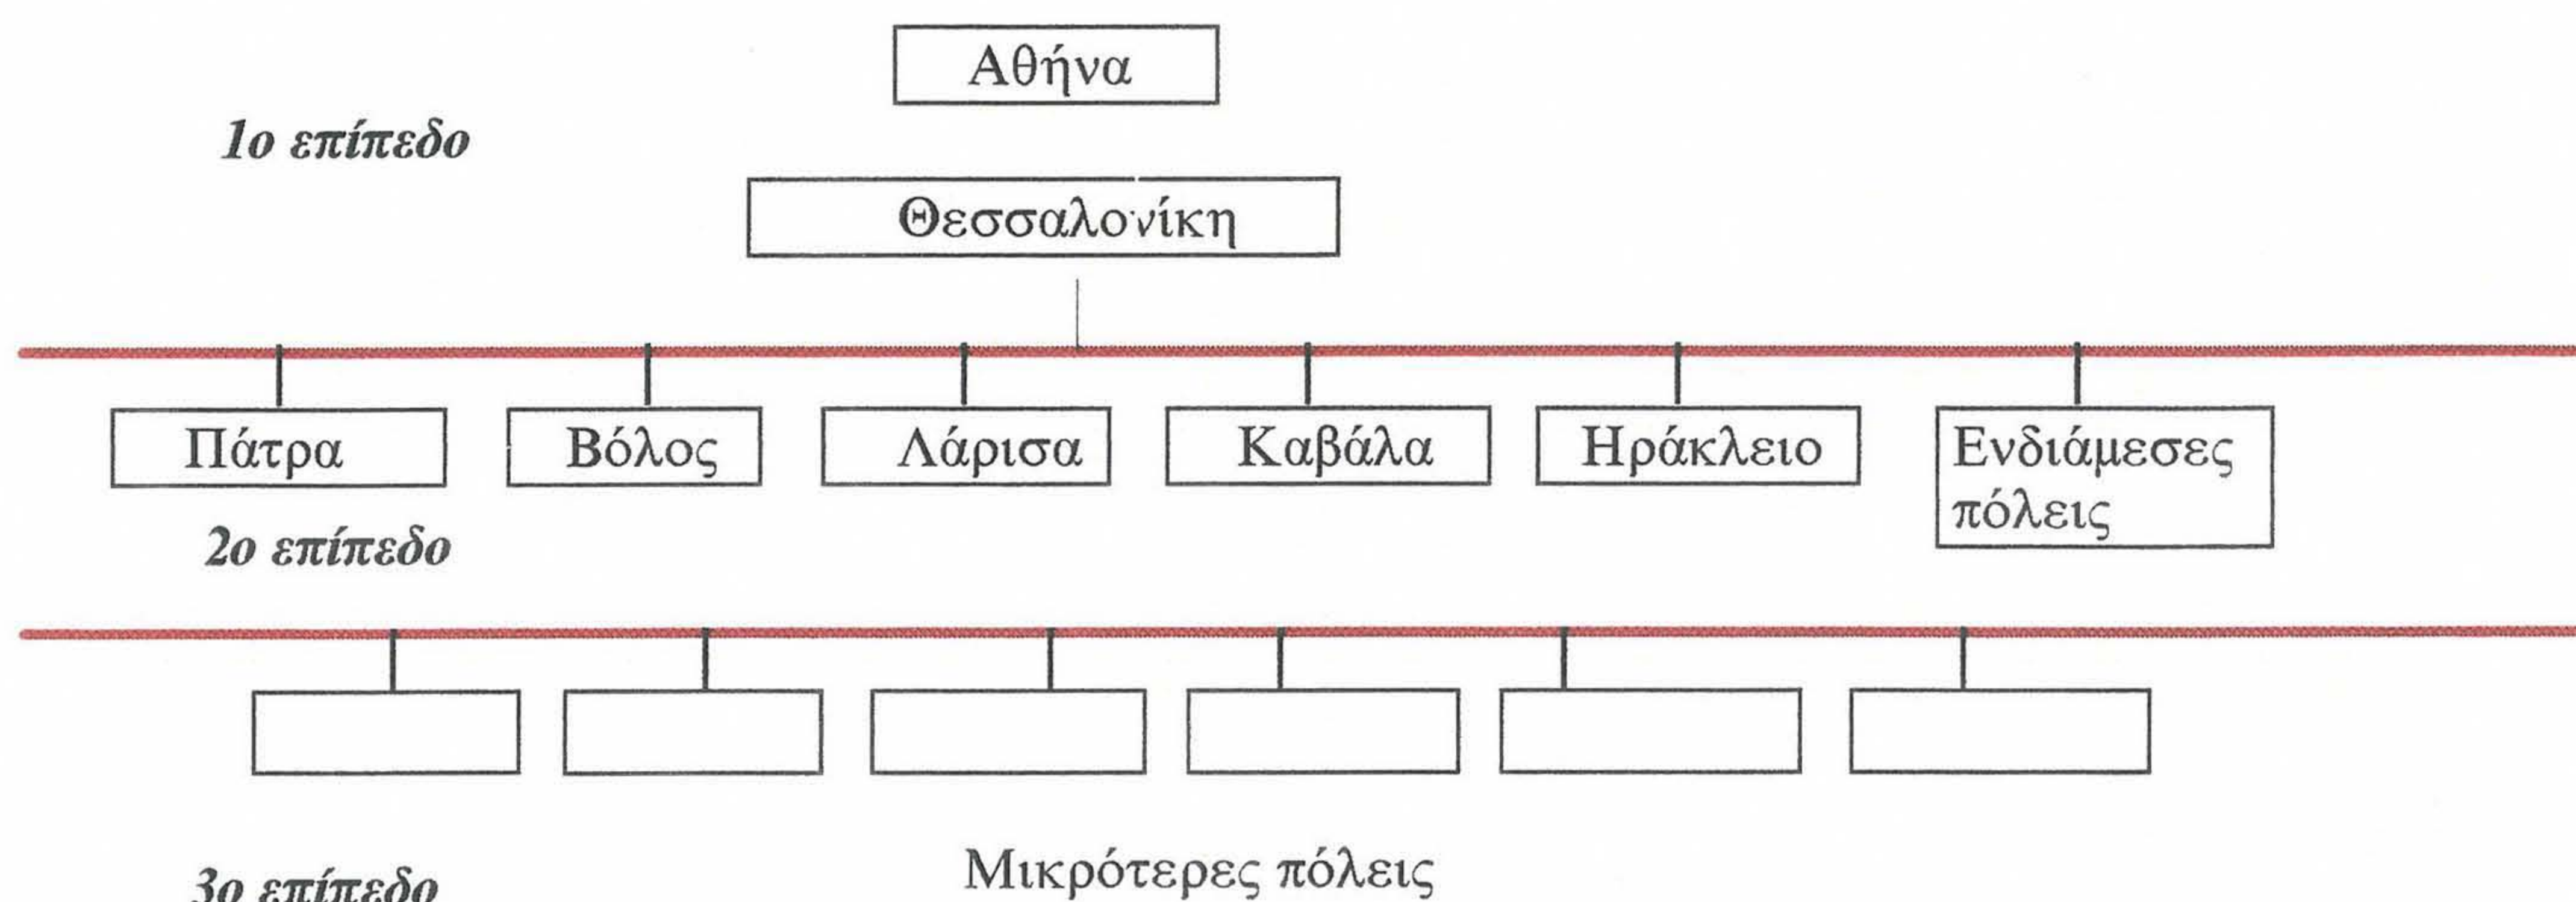 Αθήνα
1ο επίπεδο
Θεσσαλονίκη
Πάτρα
Βόλος
Λάρισα
Καβάλα
Ηράκλειο
Ενδιάμεσες
πόλεις
2ο επίπεδο
Μικρότερες πόλεις
3ο επίπεδο